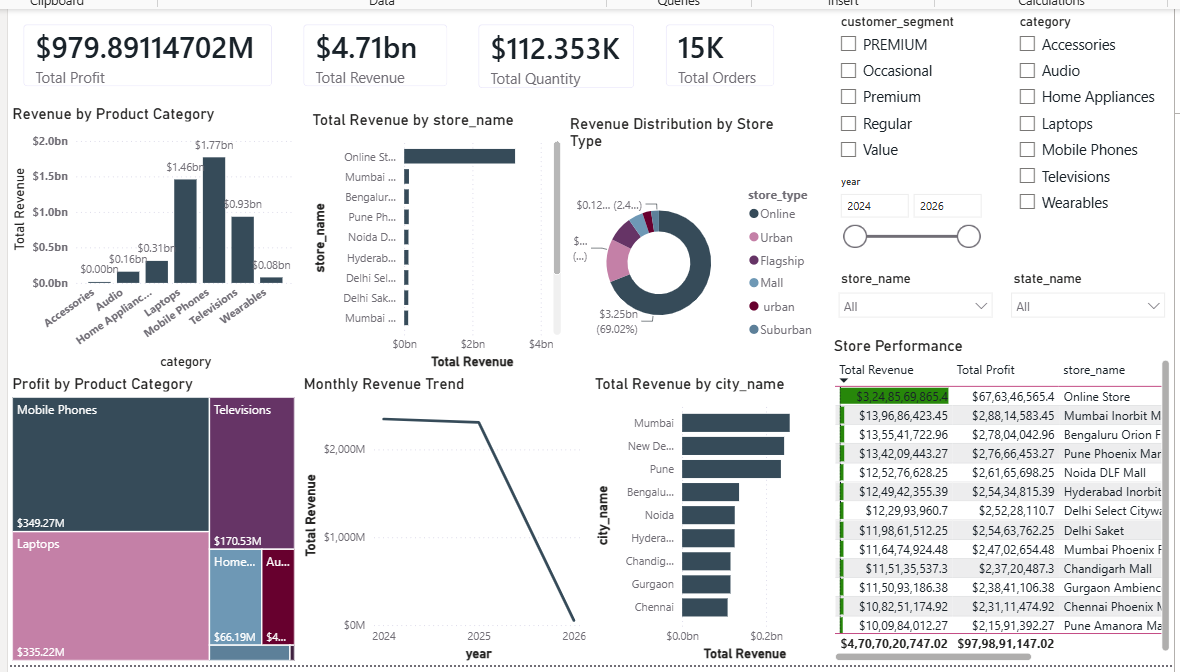 Clipboard
Data
Queries
Insert
Calculations
$979.89114702M
Total Profit
$4.71bn
Total Revenue
$112.353K
Total Quantity
15K
Total Orders
customer_segment
PREMIUM
Occasional
Premium
Regular
Value
category
Accessories
Audio
Home Appliances
Laptops
Mobile Phones
Televisions
Wearables
year
2024
2026
store_name
All
state_name
All
Revenue by Product Category
Total Revenue
$2.0bn
$1.5bn
$1.0bn
$0.5bn
$0.0bn
$0.00bn
$0.16bn
$0.31bn
$1.46bn
$1.77bn
$0.93bn
$0.08bn
Accessories
Audio
Home Applianc...
Laptops
Mobile Phones
Televisions
Wearables
category
Total Revenue by store_name
store_name
Online St...
Mumbai ...
Bengalur...
Pune Ph...
Noida D...
Hyderab...
Delhi Sel...
Delhi Sak...
Mumbai ...
$0bn
$2bn
$4bn
Total Revenue
Revenue Distribution by Store
Type
$0.12... (2.4...)
$...
(...)
$3.25bn
(69.02%)
store_type
Online
Urban
Flagship
Mall
urban
Suburban
Profit by Product Category
Mobile Phones
$349.27M
Laptops
$335.22M
Televisions
$170.53M
Home...
$66.19M
Au...
$4...
Monthly Revenue Trend
Total Revenue
$2,000M
$1,000M
$0M
2024
2025
2026
year
Total Revenue by city_name
city_name
Mumbai
New De...
Pune
Bengalu...
Noida
Hydera...
Chandig...
Gurgaon
Chennai
$0.0bn
$0.2bn
Total Revenue
Store Performance
Total Revenue Total Profit store_name
$3,24,85,69,865.4 $67,63,46,565.4 Online Store
$13,96,86,423.45 $2,88,14,583.45 Mumbai Inorbit M
$13,55,41,722.96 $2,78,04,042.96 Bengaluru Orion
$13,42,09,443.27 $2,76,66,453.27 Pune Phoenix Mar
$12,52,76,628.25 $2,61,65,698.25 Noida DLF Mall
$12,49,42,355.39 $2,54,34,815.39 Hyderabad Inorbit
$12,29,93,960.7 $2,52,28,110.7 Delhi Select Cityw
$11,98,61,512.25 $2,54,63,762.25 Delhi Saket
$11,64,74,924.48 $2,47,02,654.48 Mumbai Phoenix
$11,51,35,537.3 $2,37,20,487.3 Chandigarh Mall
$11,50,93,186.38 $2,38,41,106.38 Gurgaon Ambienc
$10,82,51,174.92 $2,31,11,474.92 Chennai Phoenix
$10,09,84,012.27 $2,15,91,392.27 Pune Amanora Ma
$4,70,70,20,747.02 $97,98,91,147.02